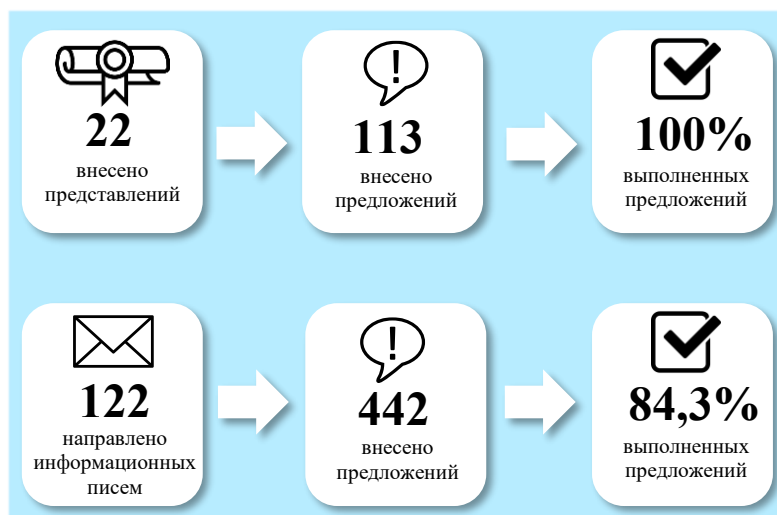 22
внесено
представлений
!
113
внесено
предложений
100%
выполненных
предложений
122
направлено
информационных
писем
!
442
внесено
предложений
84,3%
выполненных
предложений